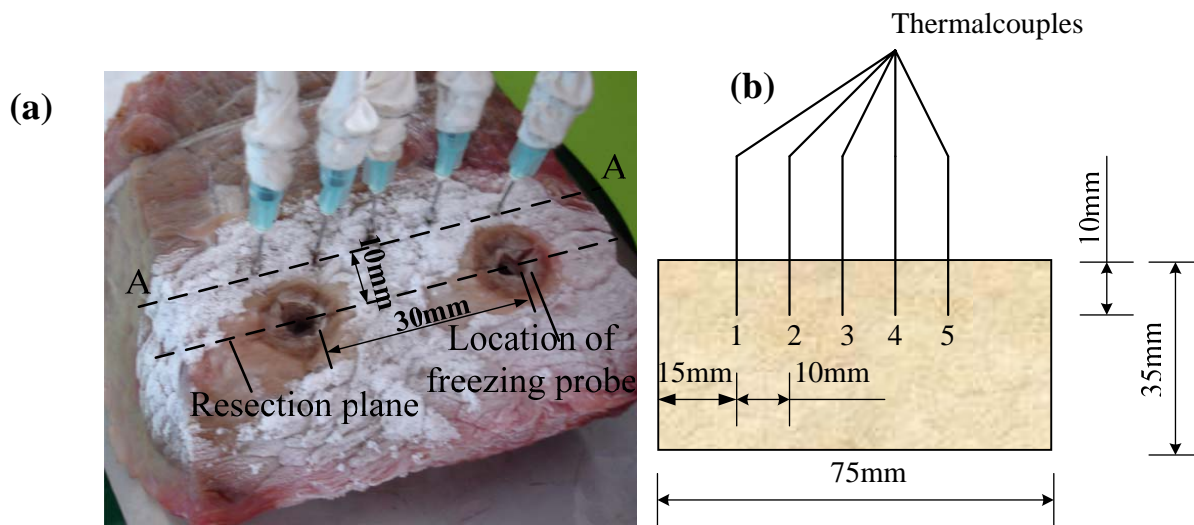 (a)
A
A
10mm
30mm
Location of
freezing probe
Resection plane
Thermalcouples
(b)
10mm
1 2 3 4 5
15mm 10mm
35mm
75mm